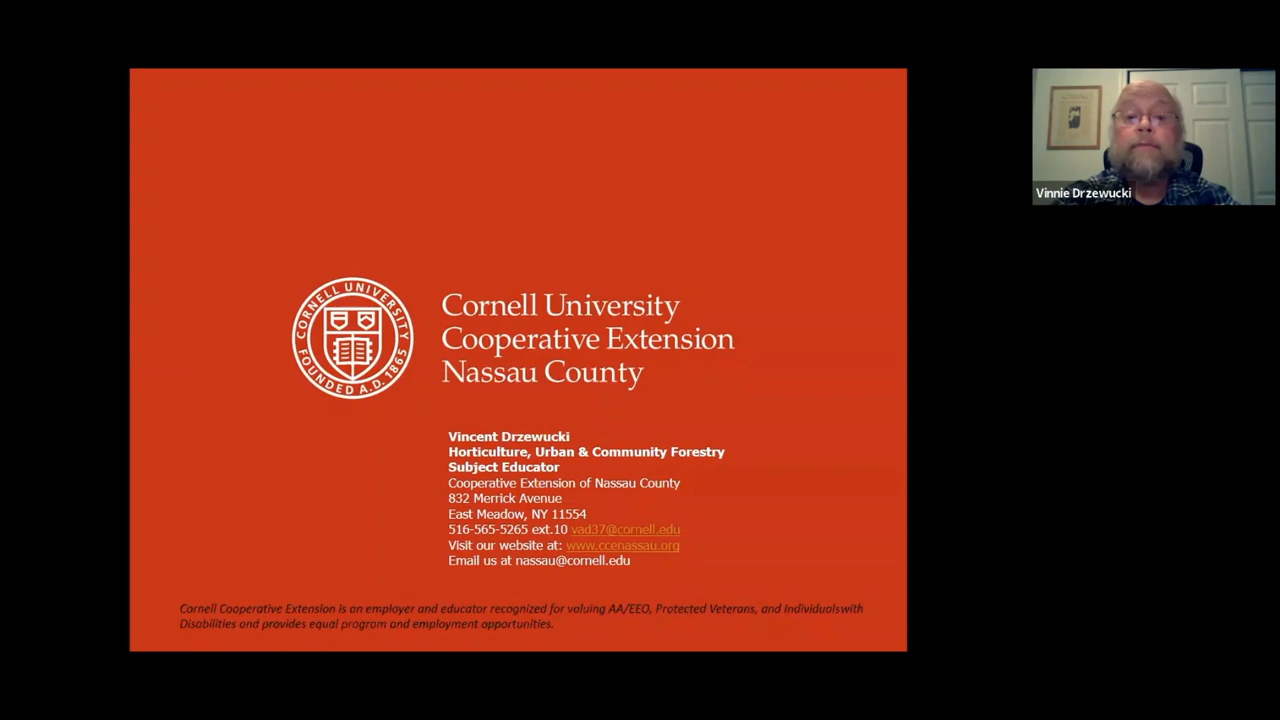 CORNELL UNIVERSITY
FOUNDED A.D. 1865
Cornell University
Cooperative Extension
Nassau County
Vincent Drzewucki
Horticulture, Urban & Community Forestry
Subject Educator
Cooperative Extension of Nassau County
832 Merrick Avenue
East Meadow, NY 11554
516-565-5265 ext.10 vad37@cornell.edu
Visit our website at: www.ccenassau.org
Email us at nassau@cornell.edu
Cornell Cooperative Extension is an employer and educator recognized for valuing AA/EEO, Protected Veterans, and Individualswith
Disabilities and provides equal program and employment opportunities.
Vinnie Drzewucki